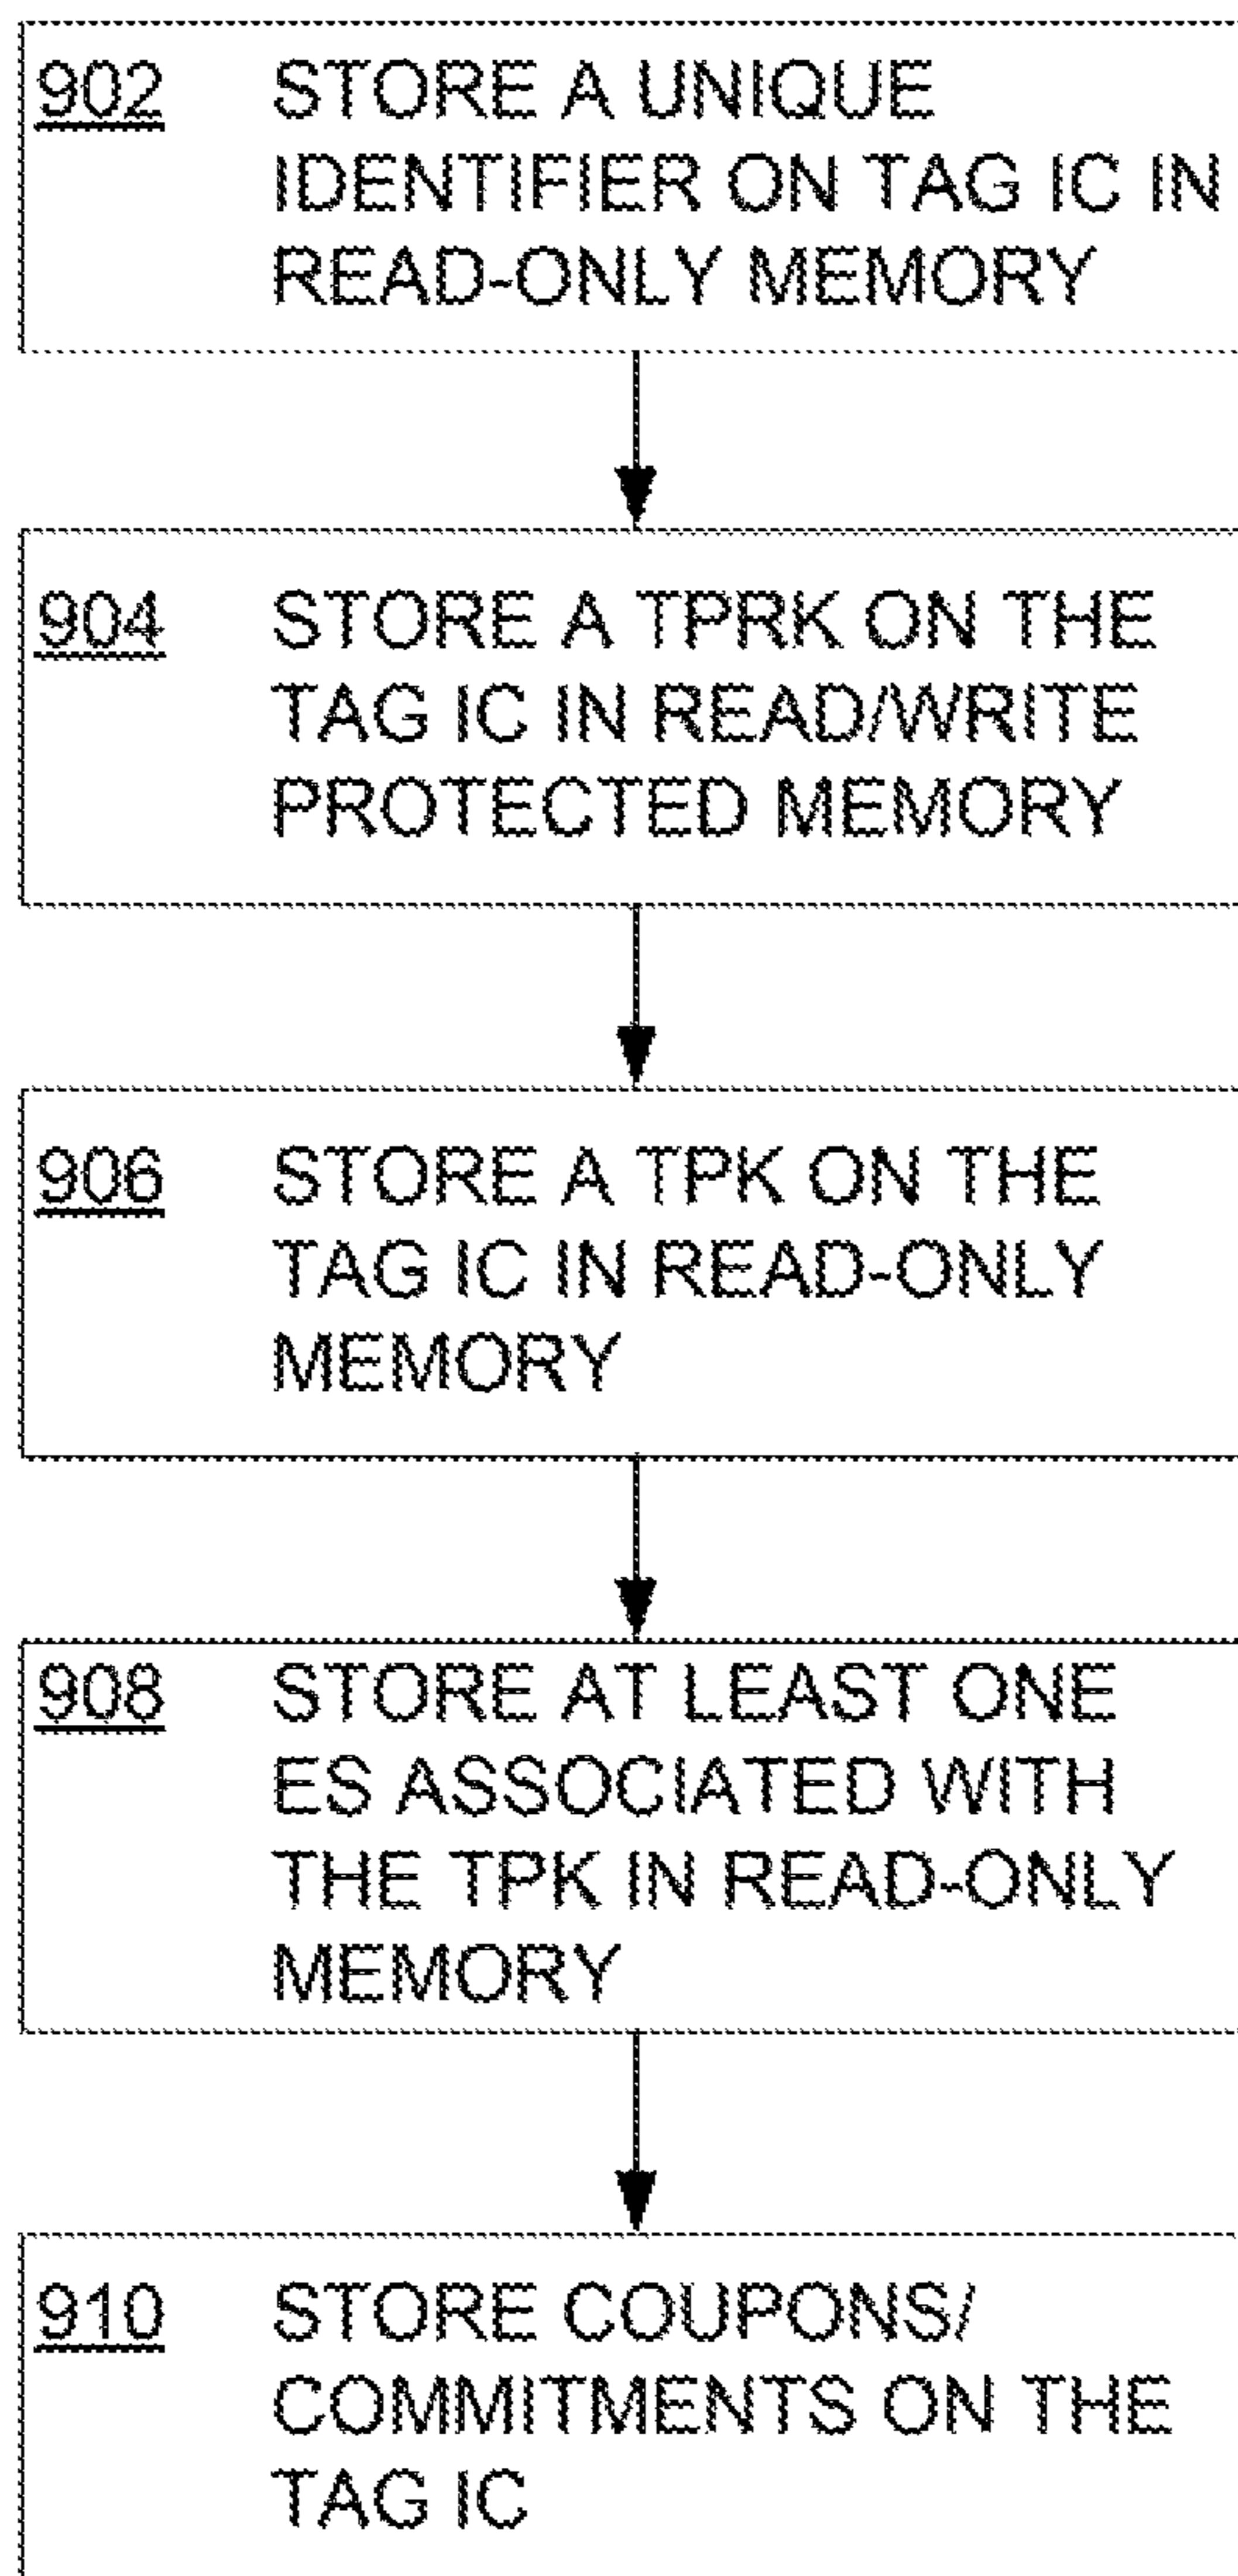 902 STORE A UNIQUE
IDENTIFIER ON TAG IC IN
READ-ONLY MEMORY
904 STORE A TPRK ON THE
TAG IC IN READ/WRITE
PROTECTED MEMORY
906 STORE A TPK ON THE
TAG IC IN READ-ONLY
MEMORY
908 STORE AT LEAST ONE
ES ASSOCIATED WITH
THE TPK IN READ-ONLY
MEMORY
910 STORE COUPONS/
COMMITMENTS ON THE
TAG IC